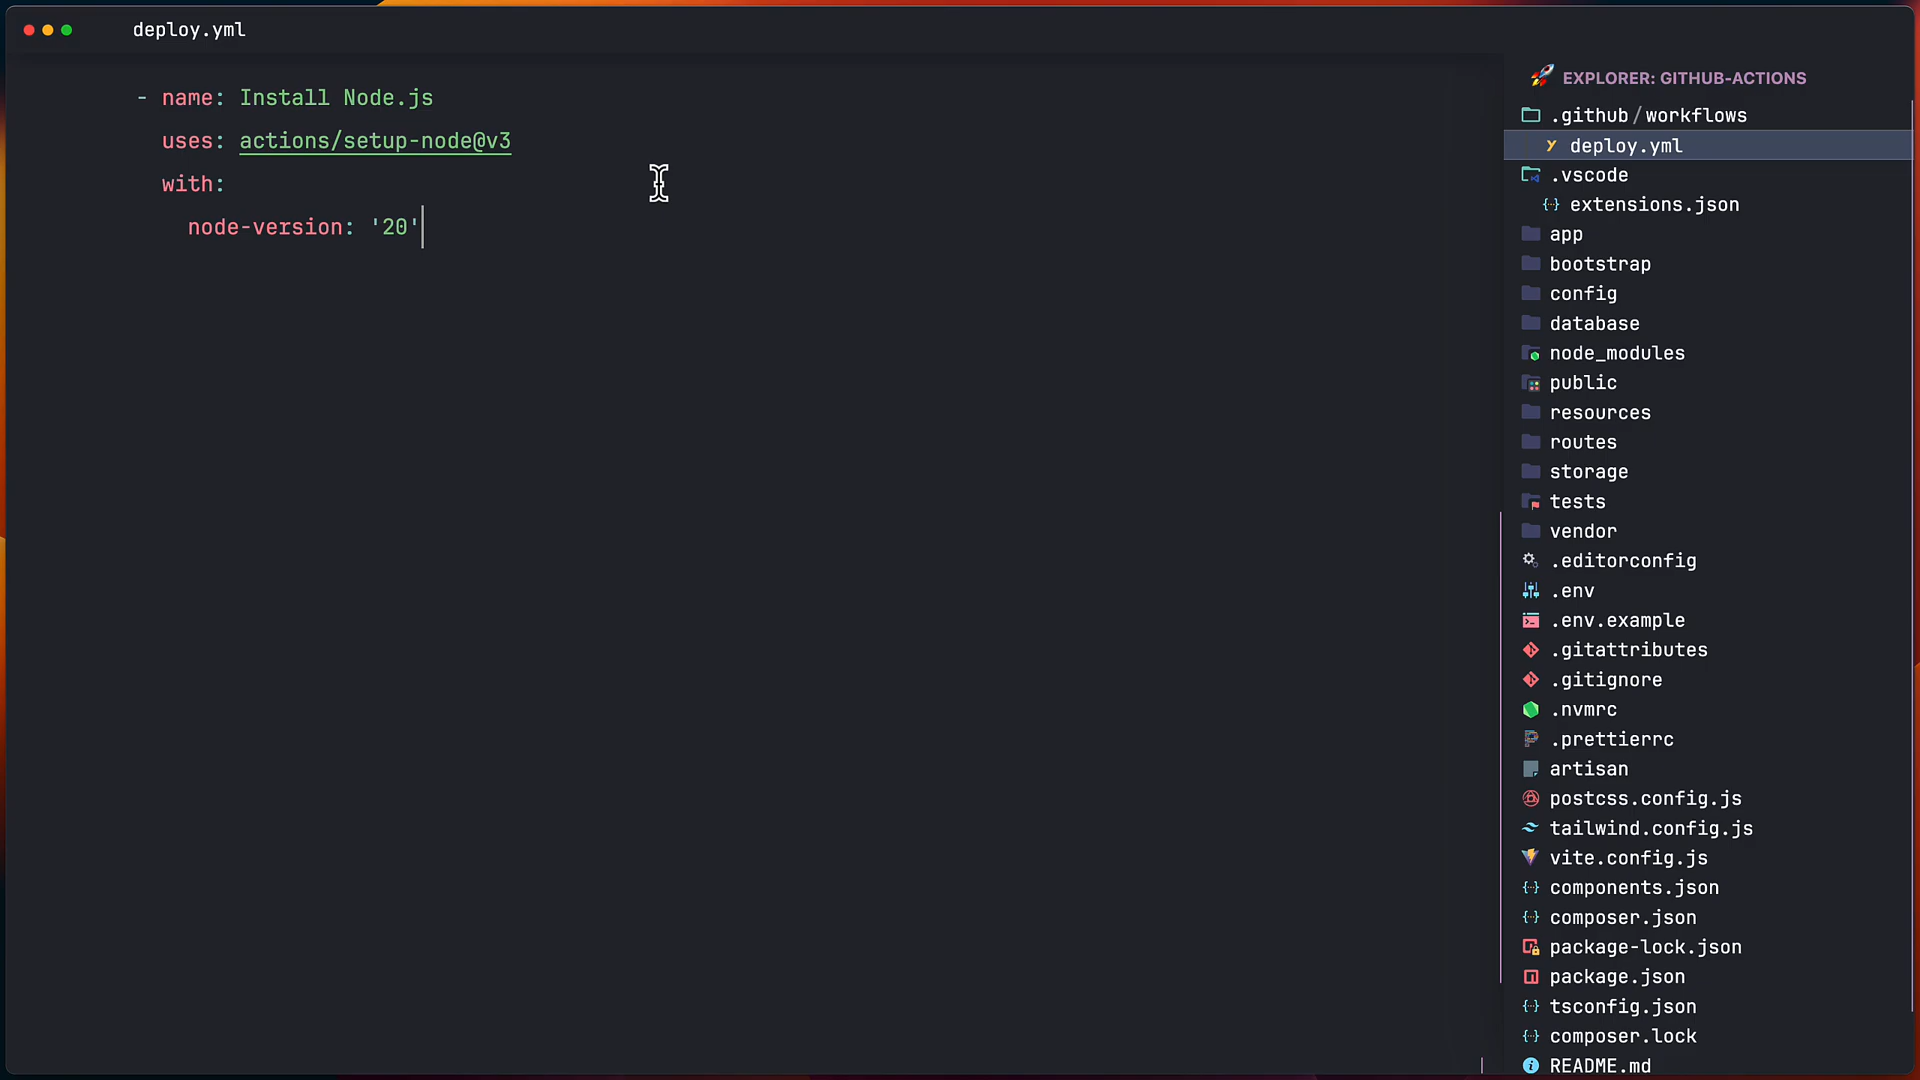 deploy.yml
- name: Install Node.js
uses: actions/setup-node@v3
with:
node-version: '20'
EXPLORER: GITHUB-ACTIONS
.github/workflows
deploy.yml
.vscode
extensions.json
app
bootstrap
config
database
node_modules
public
resources
routes
storage
tests
vendor
.editorconfig
.env
.env.example
.gitattributes
.gitignore
.nvmrc
.prettierrc
artisan
postcss.config.js
tailwind.config.js
vite.config.js
components.json
composer.json
package-lock.json
package.json
tsconfig.json
composer.lock
README.md